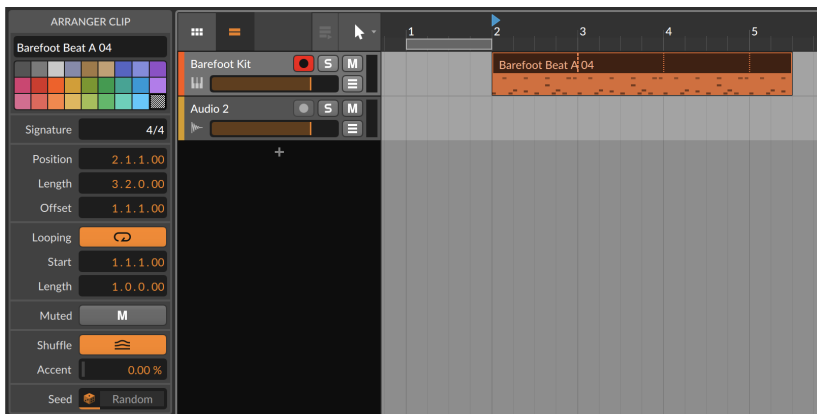 ARRANGER CLIP
Barefoot Beat A 04
Signature 4/4
Position 2.1.1.00
Length 3.2.0.00
Offset 1.1.1.00
Looping
Start 1.1.1.00
Length 1.0.0.00
Muted M
Shuffle
Accent 0.00 %
Seed Random
1 2 3 4 5
Barefoot Kit S M
Audio 2 S M
+
Barefoot Beat A 04